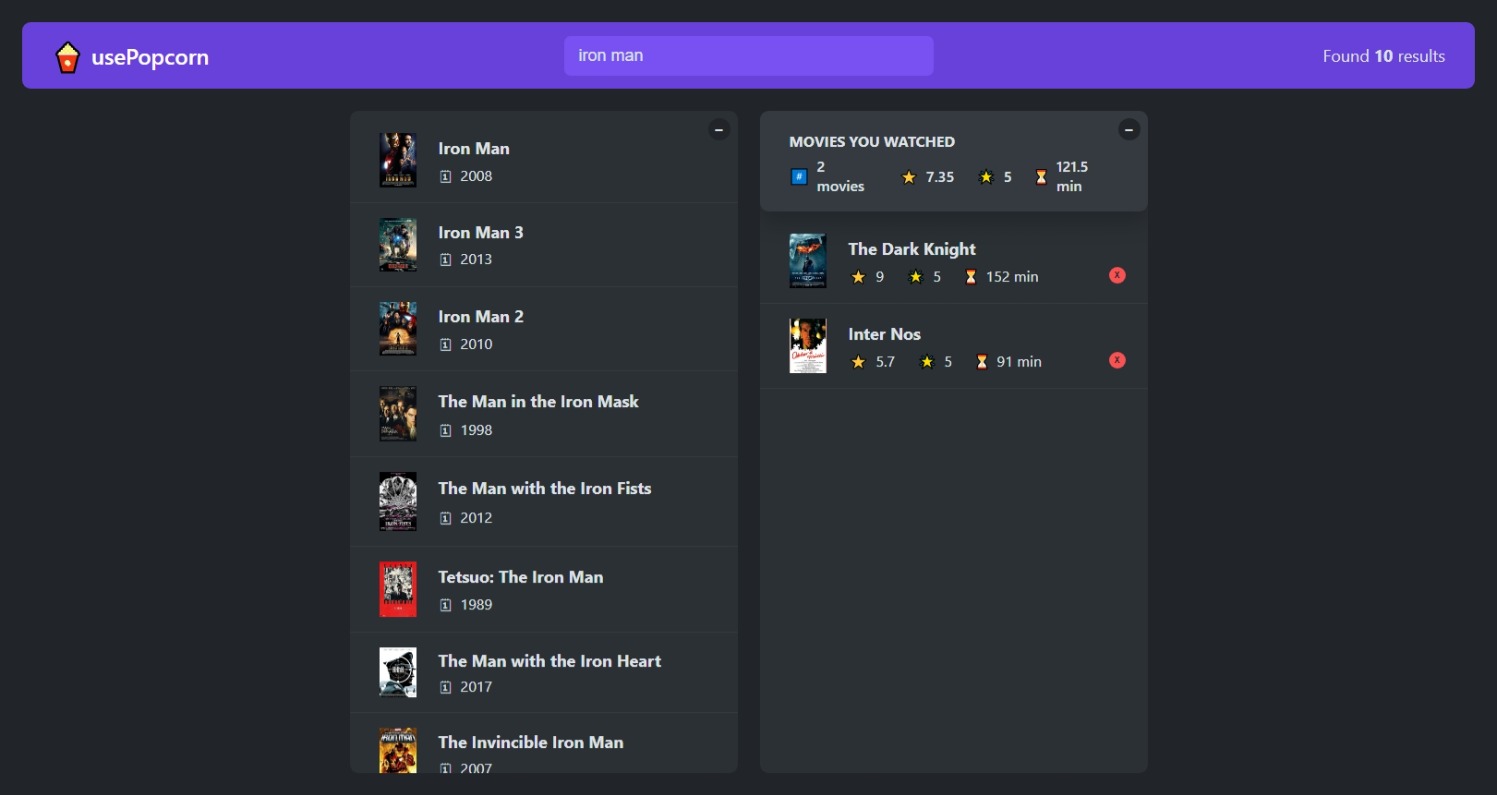 usePopcorn
iron man
Found 10 results
Iron Man
2008
Iron Man 3
2013
Iron Man 2
2010
The Man in the Iron Mask
1998
The Man with the Iron Fists
2012
Tetsuo: The Iron Man
1989
The Man with the Iron Heart
2017
The Invincible Iron Man
2007
MOVIES YOU WATCHED
# 2 movies 7.35 5 121.5 min
The Dark Knight
9 5 152 min X
Inter Nos
5.7 5 91 min X